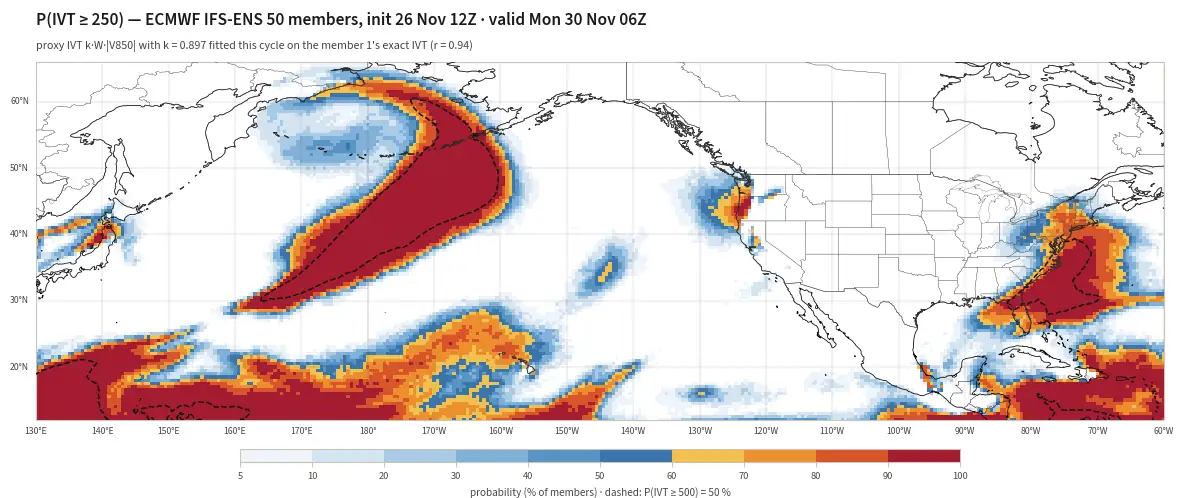 P(IVT ≥ 250) — ECMWF IFS-ENS 50 members, init 26 Nov 12Z · valid Mon 30 Nov 06Z
proxy IVT k·W·|V850| with k = 0.897 fitted this cycle on the member 1's exact IVT (r = 0.94)
60°N
50°N
40°N
30°N
20°N
130°E 140°E 150°E 160°E 170°E 180° 170°W 160°W 150°W 140°W 130°W 120°W 110°W 100°W 90°W 80°W 70°W 60°W
5 10 20 30 40 50 60 70 80 90 100
probability (% of members) · dashed: P(IVT ≥ 500) = 50 %